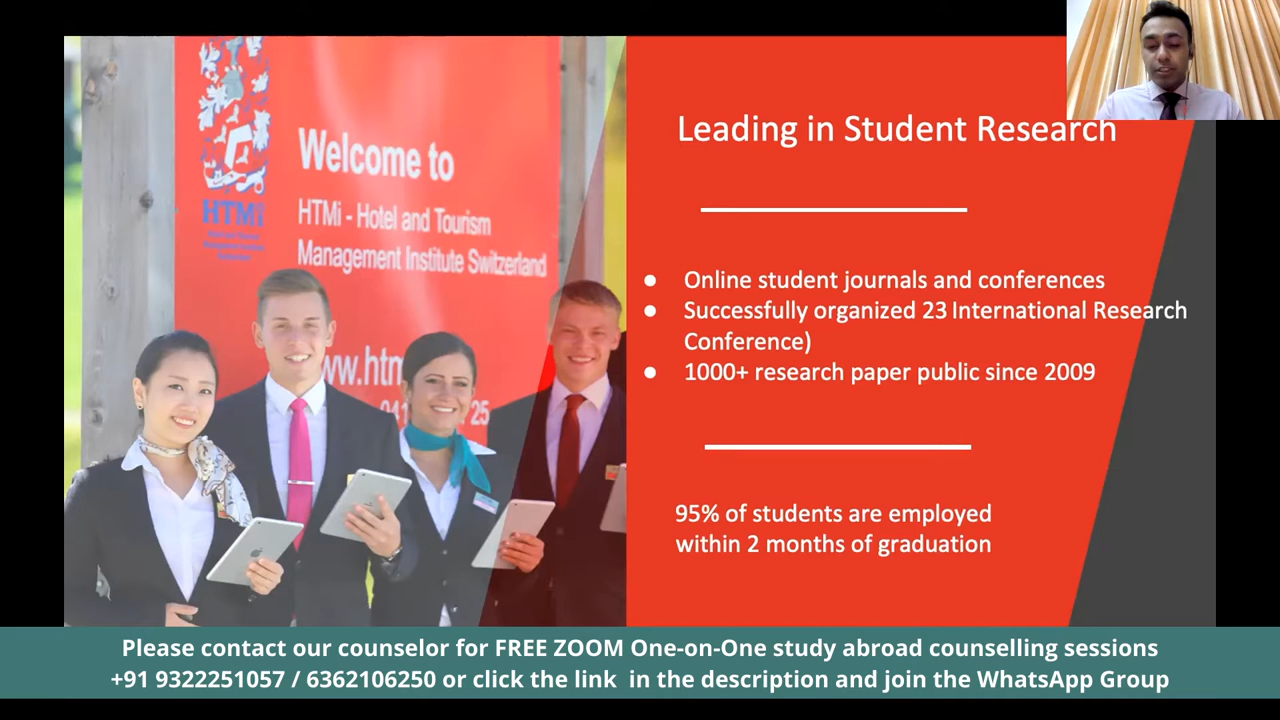 Welcome to
HTMi - Hotel and Tourism
Management Institute Switzerland
HTMi
www.htm
25
Leading in Student Research
● Online student journals and conferences
● Successfully organized 23 International Research
Conference)
● 1000+ research paper public since 2009
95% of students are employed
within 2 months of graduation
Please contact our counselor for FREE ZOOM One-on-One study abroad counselling sessions
+91 9322251057 / 6362106250 or click the link in the description and join the WhatsApp Group